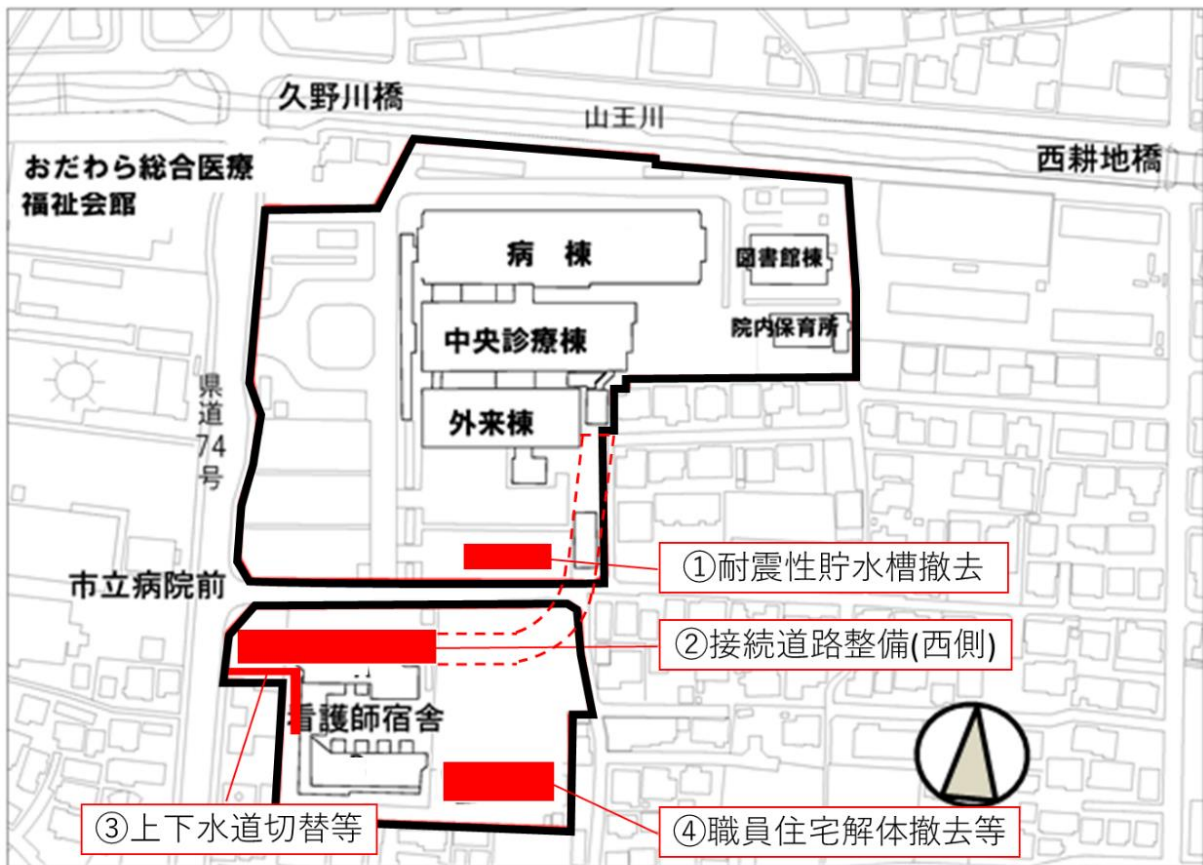 久野川橋
山王川
西耕地橋
おだわら総合医療
福祉会館
病 棟
図書館棟
中央診療棟
院内保育所
県道74号
外来棟
①耐震性貯水槽撤去
市立病院前
②接続道路整備(西側)
看護師宿舎
③上下水道切替等
④職員住宅解体撤去等